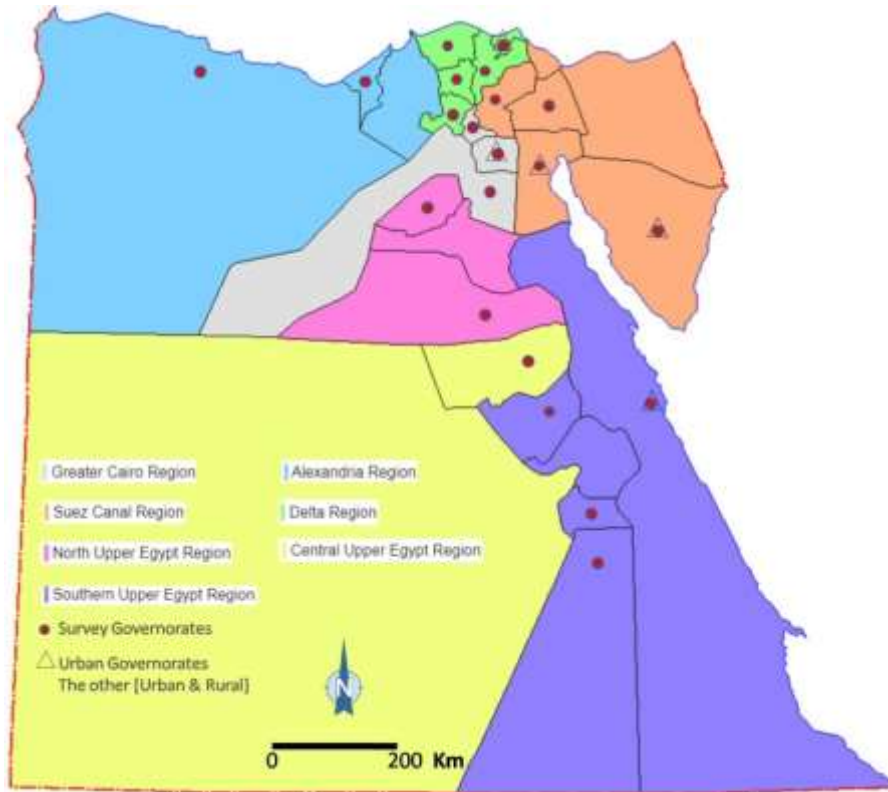 Greater Cairo Region
Alexandria Region
Suez Canal Region
Delta Region
North Upper Egypt Region
Central Upper Egypt Region
Southern Upper Egypt Region
Survey Governorates
Urban Governorates
The other [Urban & Rural]
N
0 200 Km